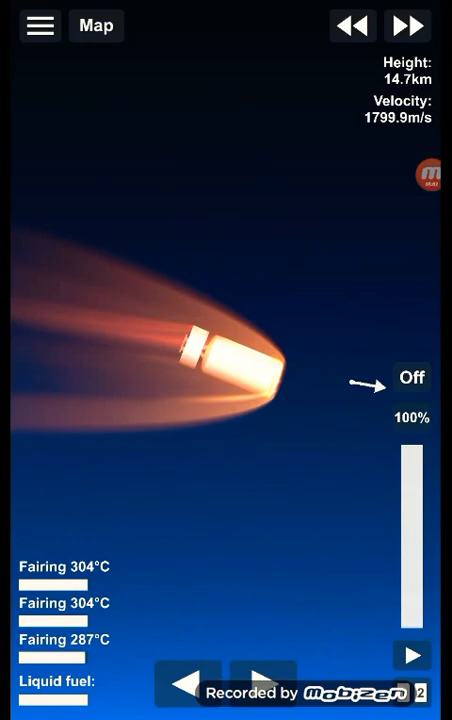 Map
Height:
14.7km
Velocity:
1799.9m/s
Off
100%
Fairing 304°C
Fairing 304°C
Fairing 287°C
Liquid fuel:
Recorded by mobizen
2